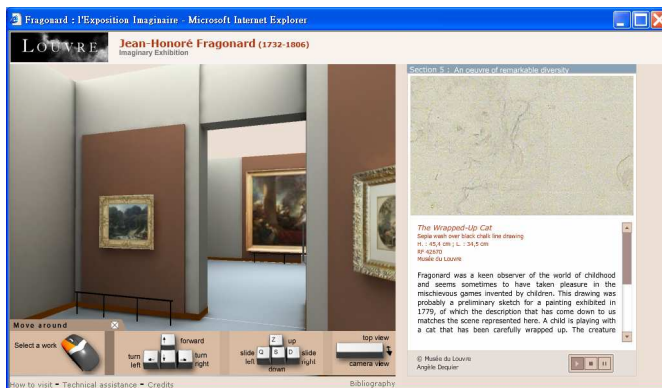 Fragonard : l'Exposition Imaginaire - Microsoft Internet Explorer
LOUVRE
Jean-Honoré Fragonard (1732-1806)
Imaginary Exhibition
Section 5 : An oeuvre of remarkable diversity
The Wrapped-Up Cat
Sepia wash over black chalk line drawing
H. : 45,4 cm ; L. : 34,5 cm
RF 42670
Musée du Louvre
Fragonard was a keen observer of the world of childhood
and seems sometimes to have taken pleasure in the
mischievous games invented by children. This drawing was
probably a preliminary sketch for a painting exhibited in
1779, of which the description that has come down to us
matches the scene represented here. A child is playing with
a cat that has been carefully wrapped up. The creature
© Musée du Louvre
Angèle Dequier
Move around
Select a work
forward
turn left
turn right
Z up
slide left
Q S D
slide right
down
top view
camera view
How to visit - Technical assistance - Credits
Bibliography